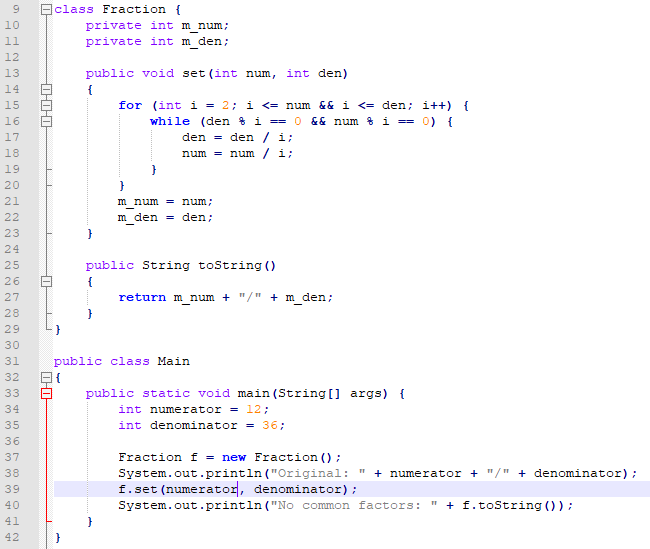 9 class Fraction {
10     private int m_num;
11     private int m_den;
12
13     public void set(int num, int den)
14     {
15         for (int i = 2; i <= num && i <= den; i++) {
16             while (den % i == 0 && num % i == 0) {
17                 den = den / i;
18                 num = num / i;
19             }
20         }
21         m_num = num;
22         m_den = den;
23     }
24
25     public String toString()
26     {
27         return m_num + "/" + m_den;
28     }
29 }
30
31 public class Main
32 {
33     public static void main(String[] args) {
34         int numerator = 12;
35         int denominator = 36;
36
37         Fraction f = new Fraction();
38         System.out.println("Original: " + numerator + "/" + denominator);
39         f.set(numerator, denominator);
40         System.out.println("No common factors: " + f.toString());
41     }
42 }